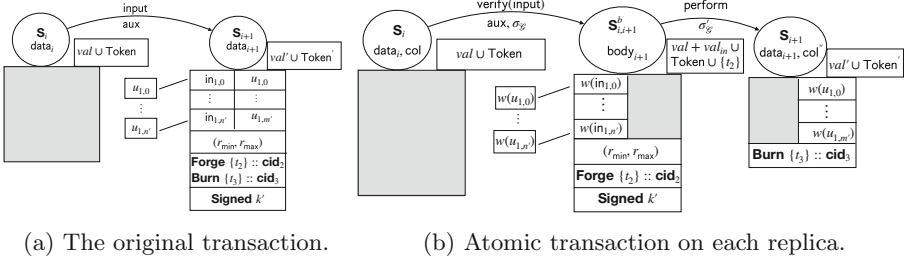 input
aux
S_i
data_i
val ∪ Token
S_{i+1}
data_{i+1}
val' ∪ Token'
u_{1,0}
⋮
u_{1,n'}
in_{1,0} u_{1,0}
⋮ ⋮
in_{1,n'} u_{1,m'}
(r_min, r_max)
Forge {t_2} :: cid_2
Burn {t_3} :: cid_3
Signed k'
(a) The original transaction.
verify(input)
aux, σ_𝒢
S_i
data_i, col
val ∪ Token
S^b_{i,i+1}
body_{i+1}
val + val_in ∪
Token ∪ {t_2}
perform
σ'_𝒢
S_{i+1}
data_{i+1}, col''
val' ∪ Token'
w(u_{1,0})
⋮
w(u_{1,n'})
w(in_{1,0})
⋮
w(in_{1,n'})
(r_min, r_max)
Forge {t_2} :: cid_2
Signed k'
w(u_{1,0})
⋮
w(u_{1,m'})
Burn {t_3} :: cid_3
(b) Atomic transaction on each replica.